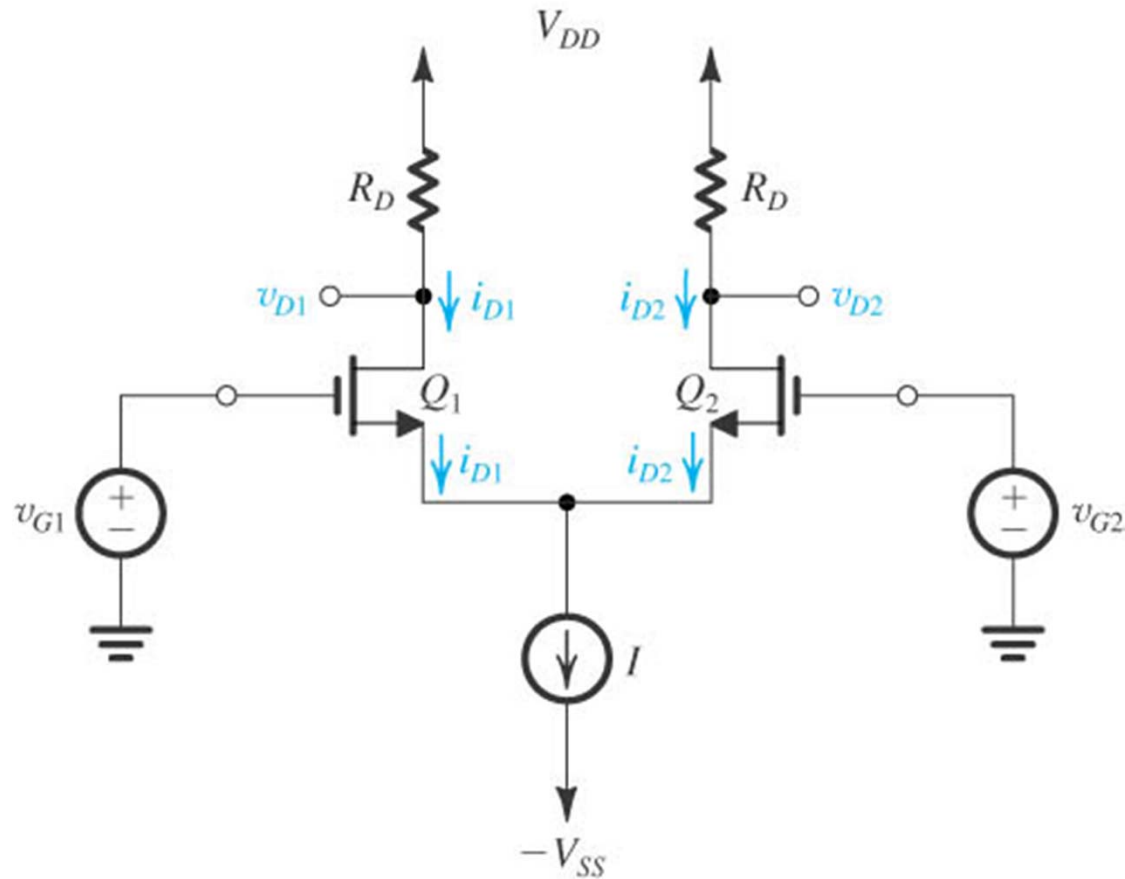 V_DD
R_D R_D
v_D1 i_D1 i_D2 v_D2
Q_1 Q_2
i_D1 i_D2
v_G1 + − + − v_G2
I
−V_SS